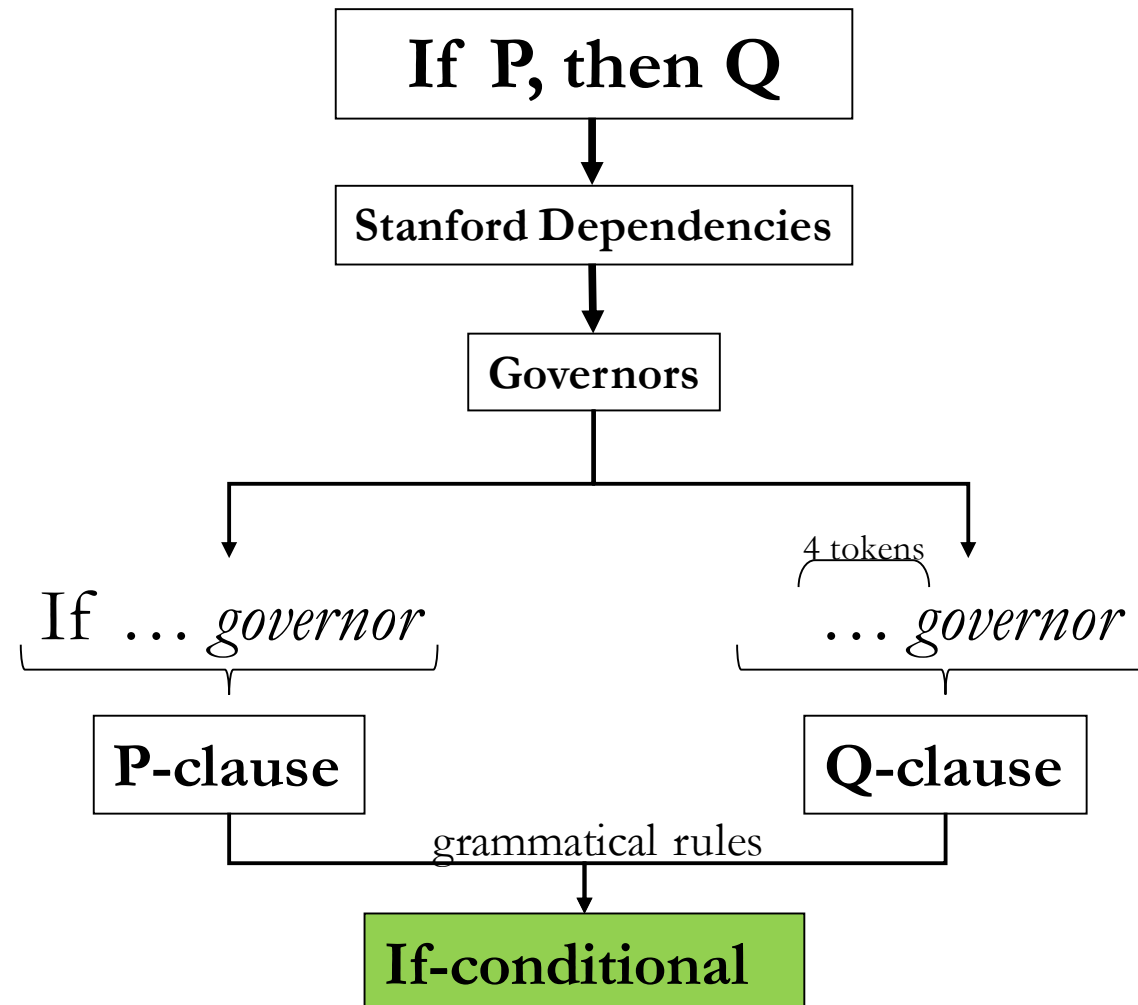 If P, then Q
Stanford Dependencies
Governors
4 tokens
If … governor
… governor
P-clause
Q-clause
grammatical rules
If-conditional